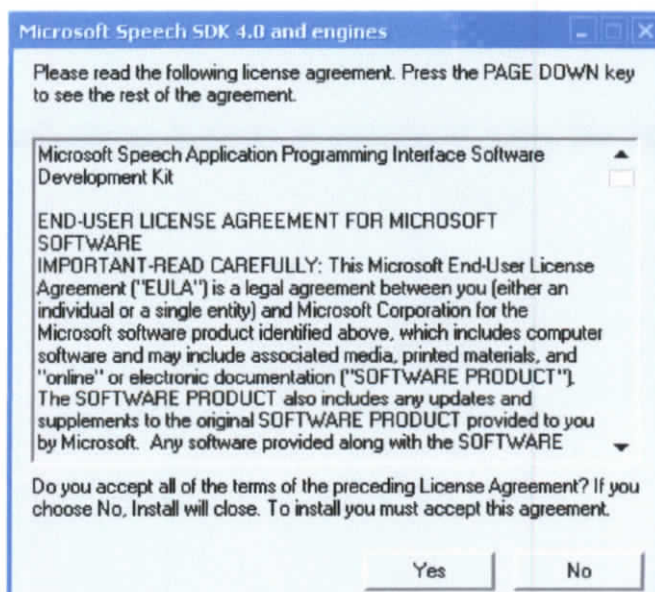 Microsoft Speech SDK 4.0 and engines
Please read the following license agreement. Press the PAGE DOWN key
to see the rest of the agreement.
Microsoft Speech Application Programming Interface Software
Development Kit
END-USER LICENSE AGREEMENT FOR MICROSOFT
SOFTWARE
IMPORTANT-READ CAREFULLY: This Microsoft End-User License
Agreement ("EULA") is a legal agreement between you (either an
individual or a single entity) and Microsoft Corporation for the
Microsoft software product identified above, which includes computer
software and may include associated media, printed materials, and
"online" or electronic documentation ("SOFTWARE PRODUCT").
The SOFTWARE PRODUCT also includes any updates and
supplements to the original SOFTWARE PRODUCT provided to you
by Microsoft.  Any software provided along with the SOFTWARE
Do you accept all of the terms of the preceding License Agreement? If you
choose No, Install will close. To install you must accept this agreement.
Yes No